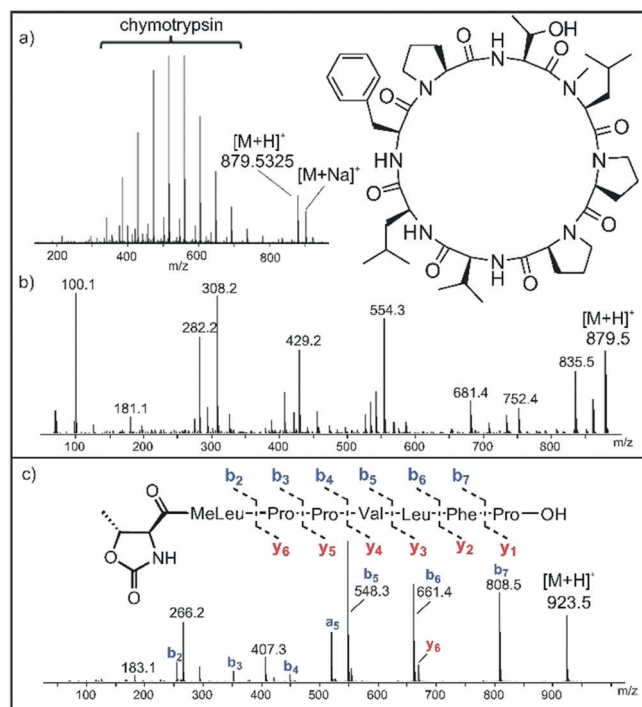 a)
chymotrypsin
[M+H]⁺
879.5325
[M+Na]⁺
200 400 600 800 m/z
O
N
O
HN
OH
O
N
O
N
O
N
O
HN
O
NH
O
NH
O
b)
100.1
181.1
282.2
308.2
429.2
554.3
681.4
752.4
835.5
[M+H]⁺
879.5
100 200 300 400 500 600 700 800 m/z
c)
b₂ b₃ b₄ b₅ b₆ b₇
O
MeLeu Pro Pro Val Leu Phe Pro OH
O NH
O
y₆ y₅ y₄ y₃ y₂ y₁
183.1
b₂
266.2
b₃
407.3
b₄
a₅
b₅
548.3
b₆
661.4
y₆
b₇
808.5
[M+H]⁺
923.5
100 200 300 400 500 600 700 800 900 m/z